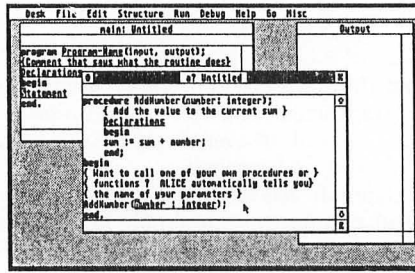 Desk File Edit Structure Run Debug Help Go Misc
main: Untitled
Output
program Program-Name(input, output);
{Comment that says what the routine does}
Declarations
begin
Statement
end.
a? Untitled
procedure AddNumber(number: integer);
{ Add the value to the current sum }
Declarations
begin
sum := sum + number;
end;
begin
{ Want to call one of your own procedures or }
{ functions ? ALICE automatically tells you}
{ the name of your parameters }
AddNumber(Number : integer);
end.